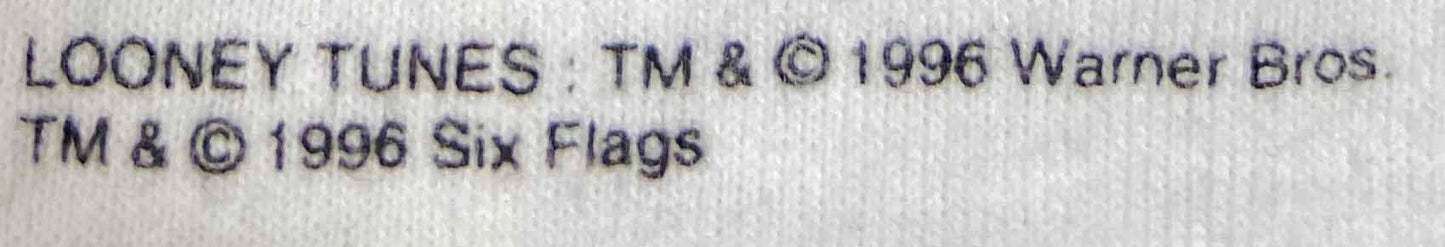 LOONEY TUNES : TM & © 1996 Warner Bros.
TM & © 1996 Six Flags